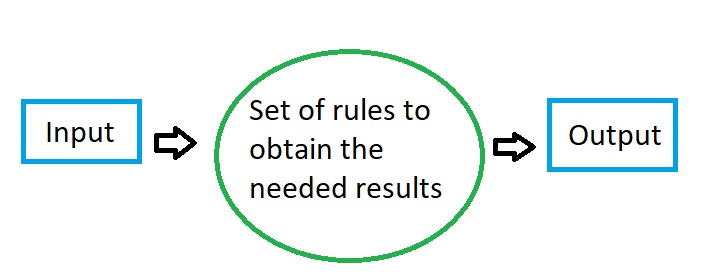 Input
Set of rules to
obtain the
needed results
Output